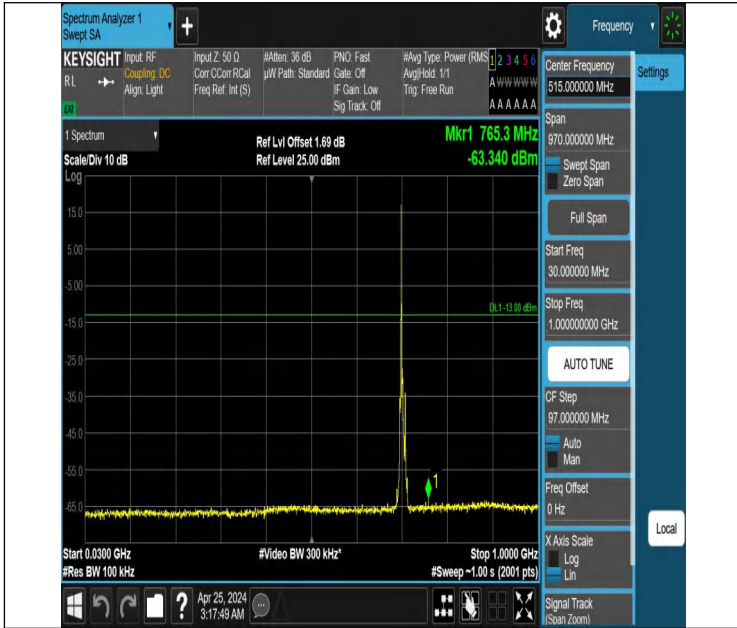 Spectrum Analyzer 1
Swept SA
+
Frequency
KEYSIGHT
RL
Input: RF
Coupling: DC
Align: Light
Input Z: 50 Ω
Corr CCorr RCal
Freq Ref: Int (S)
#Atten: 36 dB
µW Path: Standard
PNO: Fast
Gate: Off
IF Gain: Low
Sig Track: Off
#Avg Type: Power (RMS
Avg|Hold: 1/1
Trig: Free Run
1 2 3 4 5 6
A W W W W W
A A A A A A
1 Spectrum
Scale/Div 10 dB
Log
Ref Lvl Offset 1.69 dB
Ref Level 25.00 dBm
Mkr1 765.3 MHz
-63.340 dBm
15.0
5.00
-5.00
DL1 -13.00 dBm
-15.0
-25.0
-35.0
-45.0
-55.0
1
-65.0
Start 0.0300 GHz
#Res BW 100 kHz
#Video BW 300 kHz*
Stop 1.0000 GHz
#Sweep ~1.00 s (2001 pts)
?
Apr 25, 2024
3:17:49 AM
Center Frequency
515.000000 MHz
Span
970.000000 MHz
Swept Span
Zero Span
Full Span
Start Freq
30.000000 MHz
Stop Freq
1.000000000 GHz
AUTO TUNE
CF Step
97.000000 MHz
Auto
Man
Freq Offset
0 Hz
X Axis Scale
Log
Lin
Signal Track
(Span Zoom)
Settings
Local